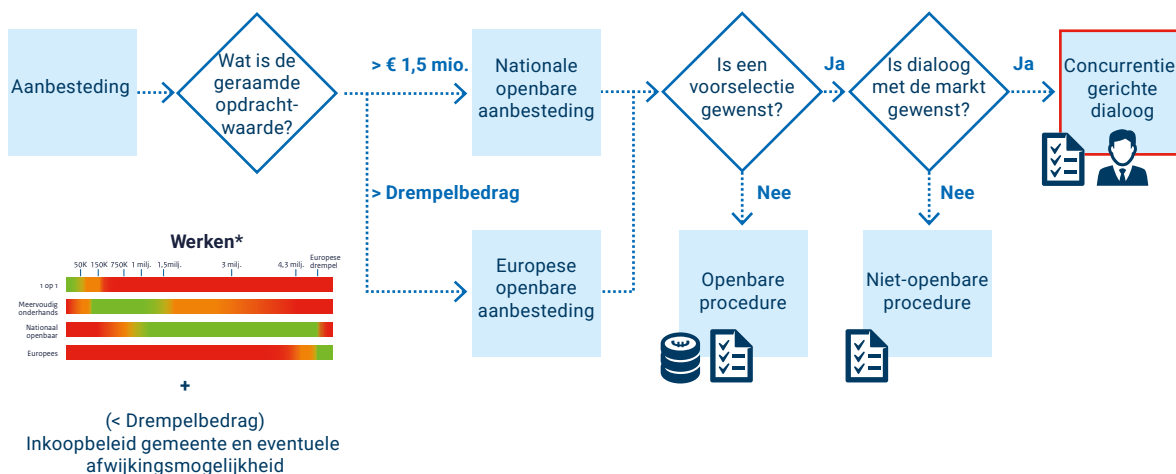 Aanbesteding
Wat is de
geraamde
opdracht-
waarde?
> € 1,5 mio.
Nationale
openbare
aanbesteding
> Drempelbedrag
Europese
openbare
aanbesteding
Is een
voorselectie
gewenst?
Ja
Nee
Openbare
procedure
Is dialoog
met de markt
gewenst?
Ja
Nee
Niet-openbare
procedure
Concurrentie
gerichte
dialoog
Werken*
50K 150K 750K 1 milj. 1,5milj. 3 milj. 4,3 milj. Europese
drempel
1 op 1
Meervoudig
onderhands
Nationaal
openbaar
Europees
+
(< Drempelbedrag)
Inkoopbeleid gemeente en eventuele
afwijkingsmogelijkheid